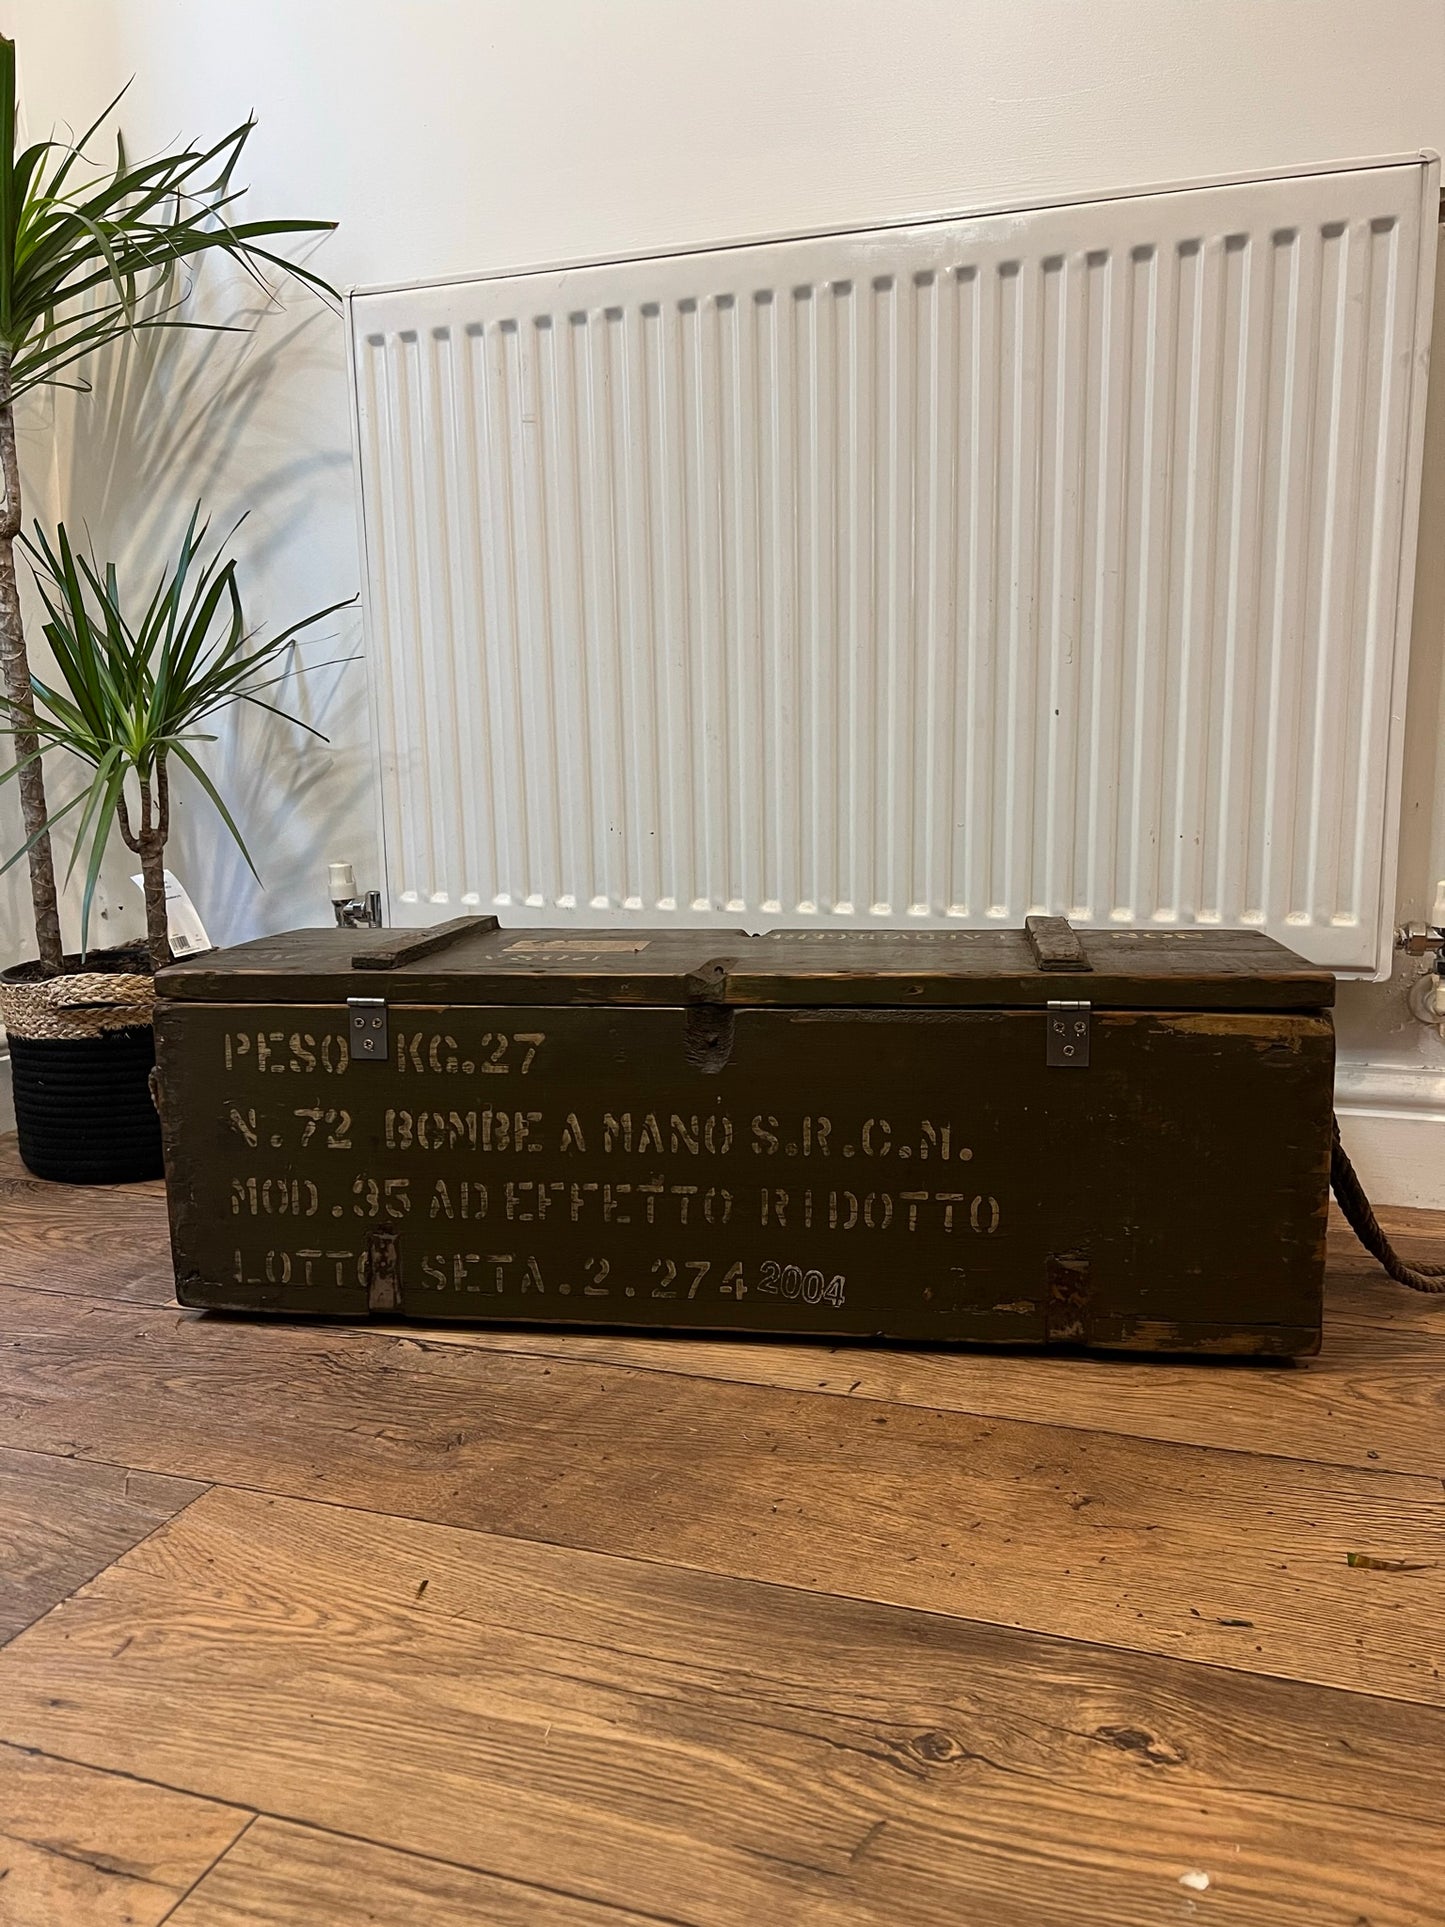 PESO KG.27
N.72 BOMBE A MANO S.R.C.M.
MOD.35 AD EFFETTO RIDOTTO
LOTTO SETA.2.274 2004